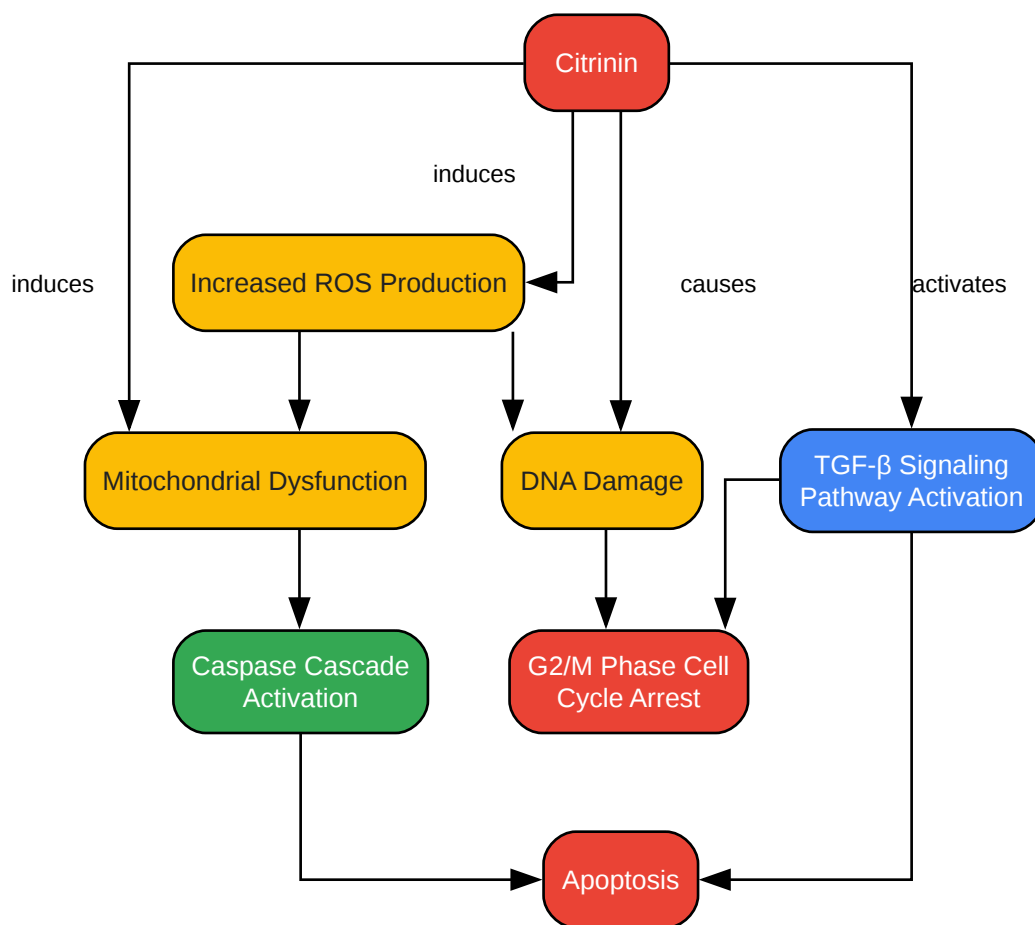 Citrinin
induces
Increased ROS Production
induces
causes
activates
Mitochondrial Dysfunction
DNA Damage
TGF-β Signaling
Pathway Activation
Caspase Cascade
Activation
G2/M Phase Cell
Cycle Arrest
Apoptosis